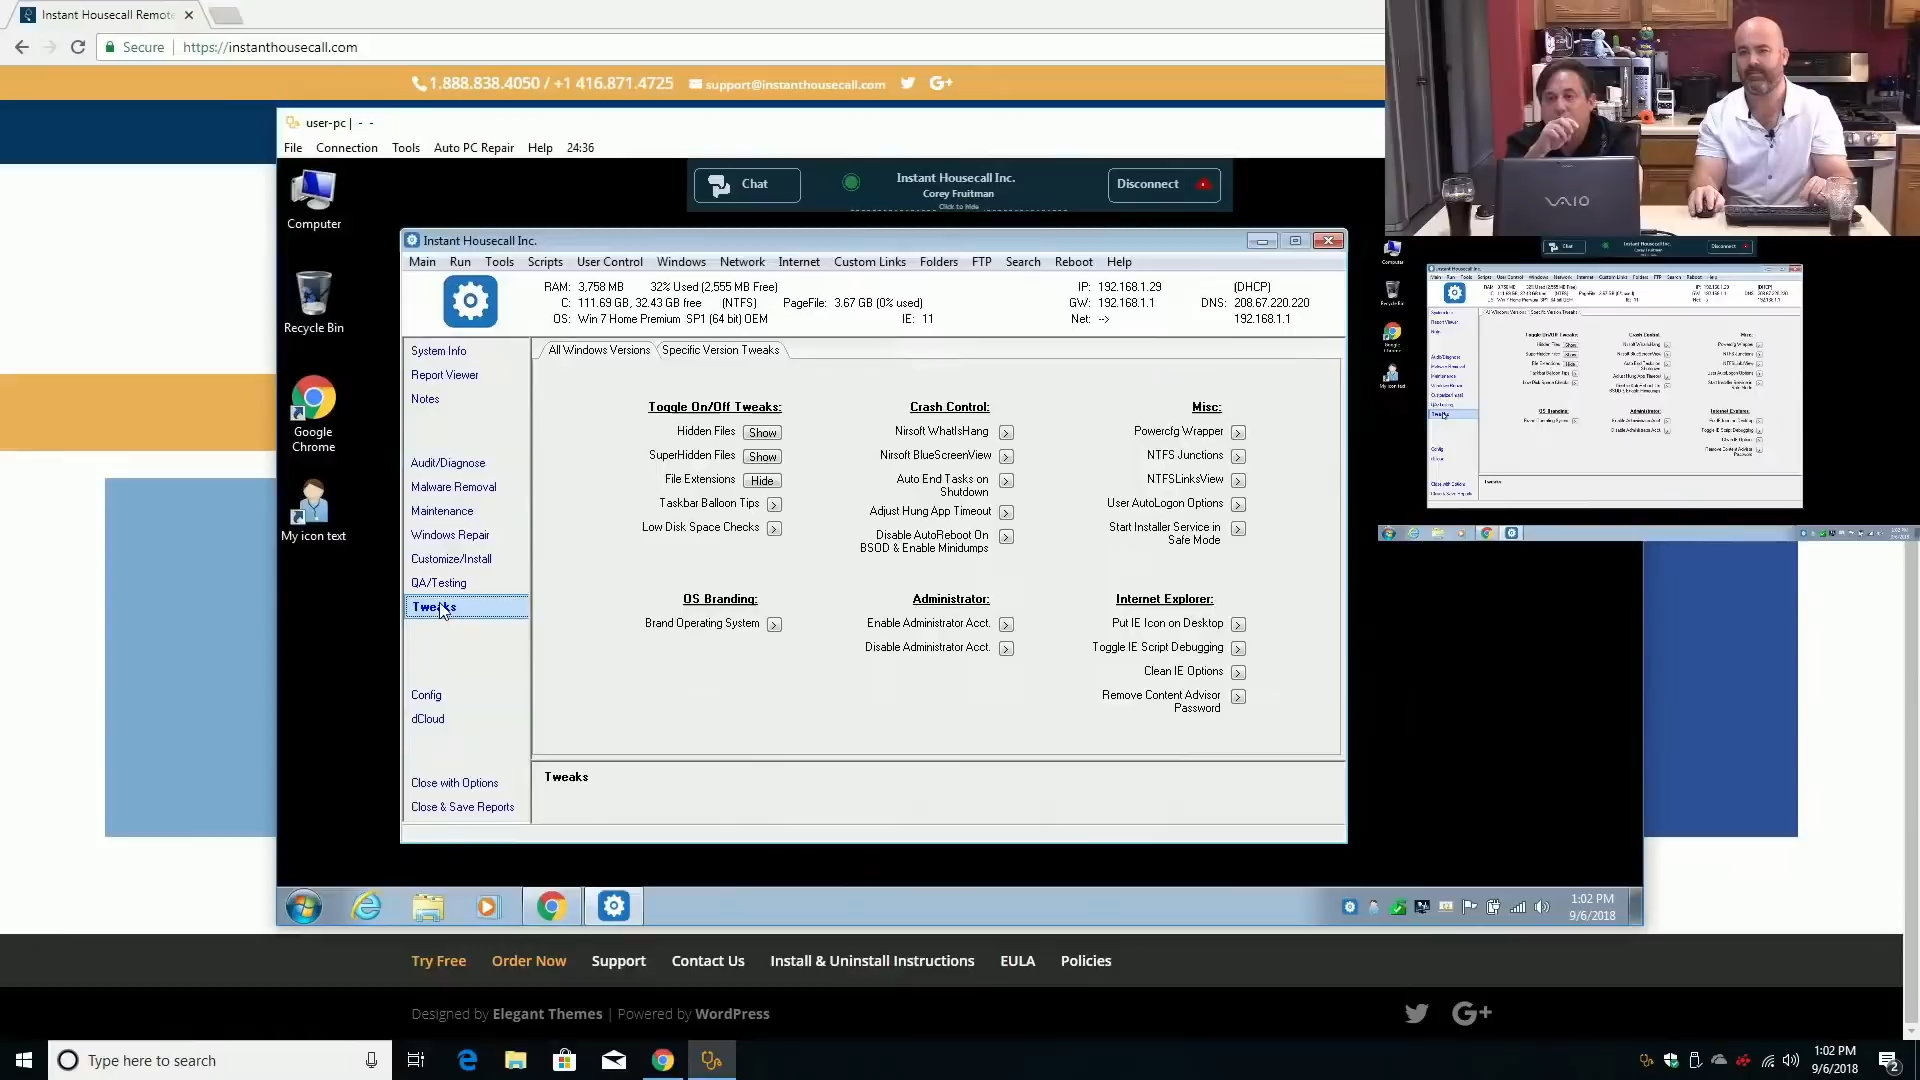 Instant Housecall Remote
Secure
https://instanthousecall.com
1.888.838.4050 / +1 416.871.4725
support@instanthousecall.com
G+
user-pc | - -
File Connection Tools Auto PC Repair Help 24:36
Computer
Recycle Bin
Google
Chrome
My icon text
Chat
Instant Housecall Inc.
Corey Fruitman
Click to hide
Disconnect
Instant Housecall Inc.
Main Run Tools Scripts User Control Windows Network Internet Custom Links Folders FTP Search Reboot Help
RAM: 3,758 MB 32% Used (2,555 MB Free) IP: 192.168.1.29 (DHCP)
C: 111.69 GB, 32.43 GB free (NTFS) PageFile: 3.67 GB (0% used) GW: 192.168.1.1 DNS: 208.67.220.220
OS: Win 7 Home Premium SP1 (64 bit) OEM IE: 11 Net: --> 192.168.1.1
System Info
Report Viewer
Notes
Audit/Diagnose
Malware Removal
Maintenance
Windows Repair
Customize/Install
QA/Testing
Tweaks
Config
dCloud
Close with Options
Close & Save Reports
All Windows Versions
Specific Version Tweaks
Toggle On/Off Tweaks:
Hidden Files Show
SuperHidden Files Show
File Extensions Hide
Taskbar Balloon Tips >
Low Disk Space Checks >
Crash Control:
Nirsoft WhatIsHang >
Nirsoft BlueScreenView >
Auto End Tasks on
Shutdown >
Adjust Hung App Timeout >
Disable AutoReboot On
BSOD & Enable Minidumps >
Misc:
Powercfg Wrapper >
NTFS Junctions >
NTFSLinksView >
User AutoLogon Options >
Start Installer Service in
Safe Mode >
OS Branding:
Brand Operating System >
Administrator:
Enable Administrator Acct. >
Disable Administrator Acct. >
Internet Explorer:
Put IE Icon on Desktop >
Toggle IE Script Debugging >
Clean IE Options >
Remove Content Advisor
Password >
Tweaks
1:02 PM
9/6/2018
VAIO
Try Free Order Now Support Contact Us Install & Uninstall Instructions EULA Policies
Designed by Elegant Themes | Powered by WordPress
G+
Type here to search
1:02 PM
9/6/2018
2